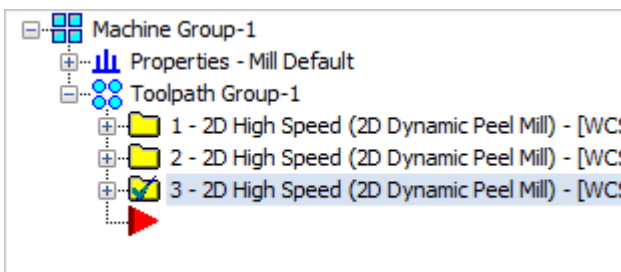 Machine Group-1
Properties - Mill Default
Toolpath Group-1
1 - 2D High Speed (2D Dynamic Peel Mill) - [WCS
2 - 2D High Speed (2D Dynamic Peel Mill) - [WCS
3 - 2D High Speed (2D Dynamic Peel Mill) - [WCS